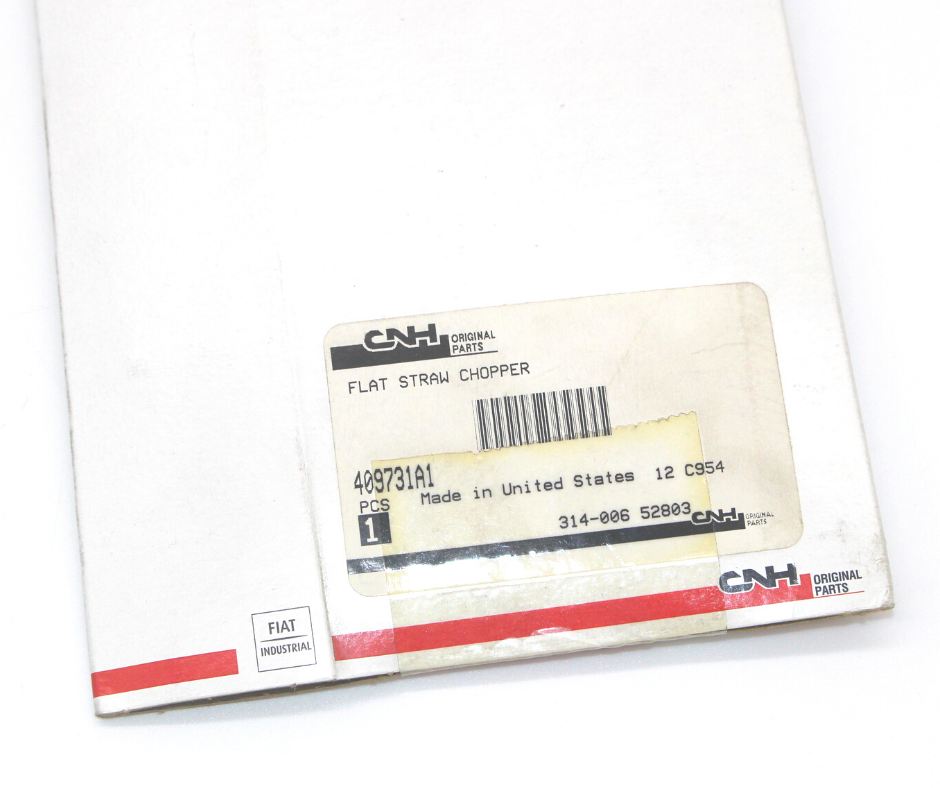 CNH ORIGINAL
PARTS
FLAT STRAW CHOPPER
409731A1
Made in United States 12 C954
PCS
1
314-006 52803
CNH ORIGINAL
PARTS
CNH ORIGINAL
PARTS
FIAT
INDUSTRIAL